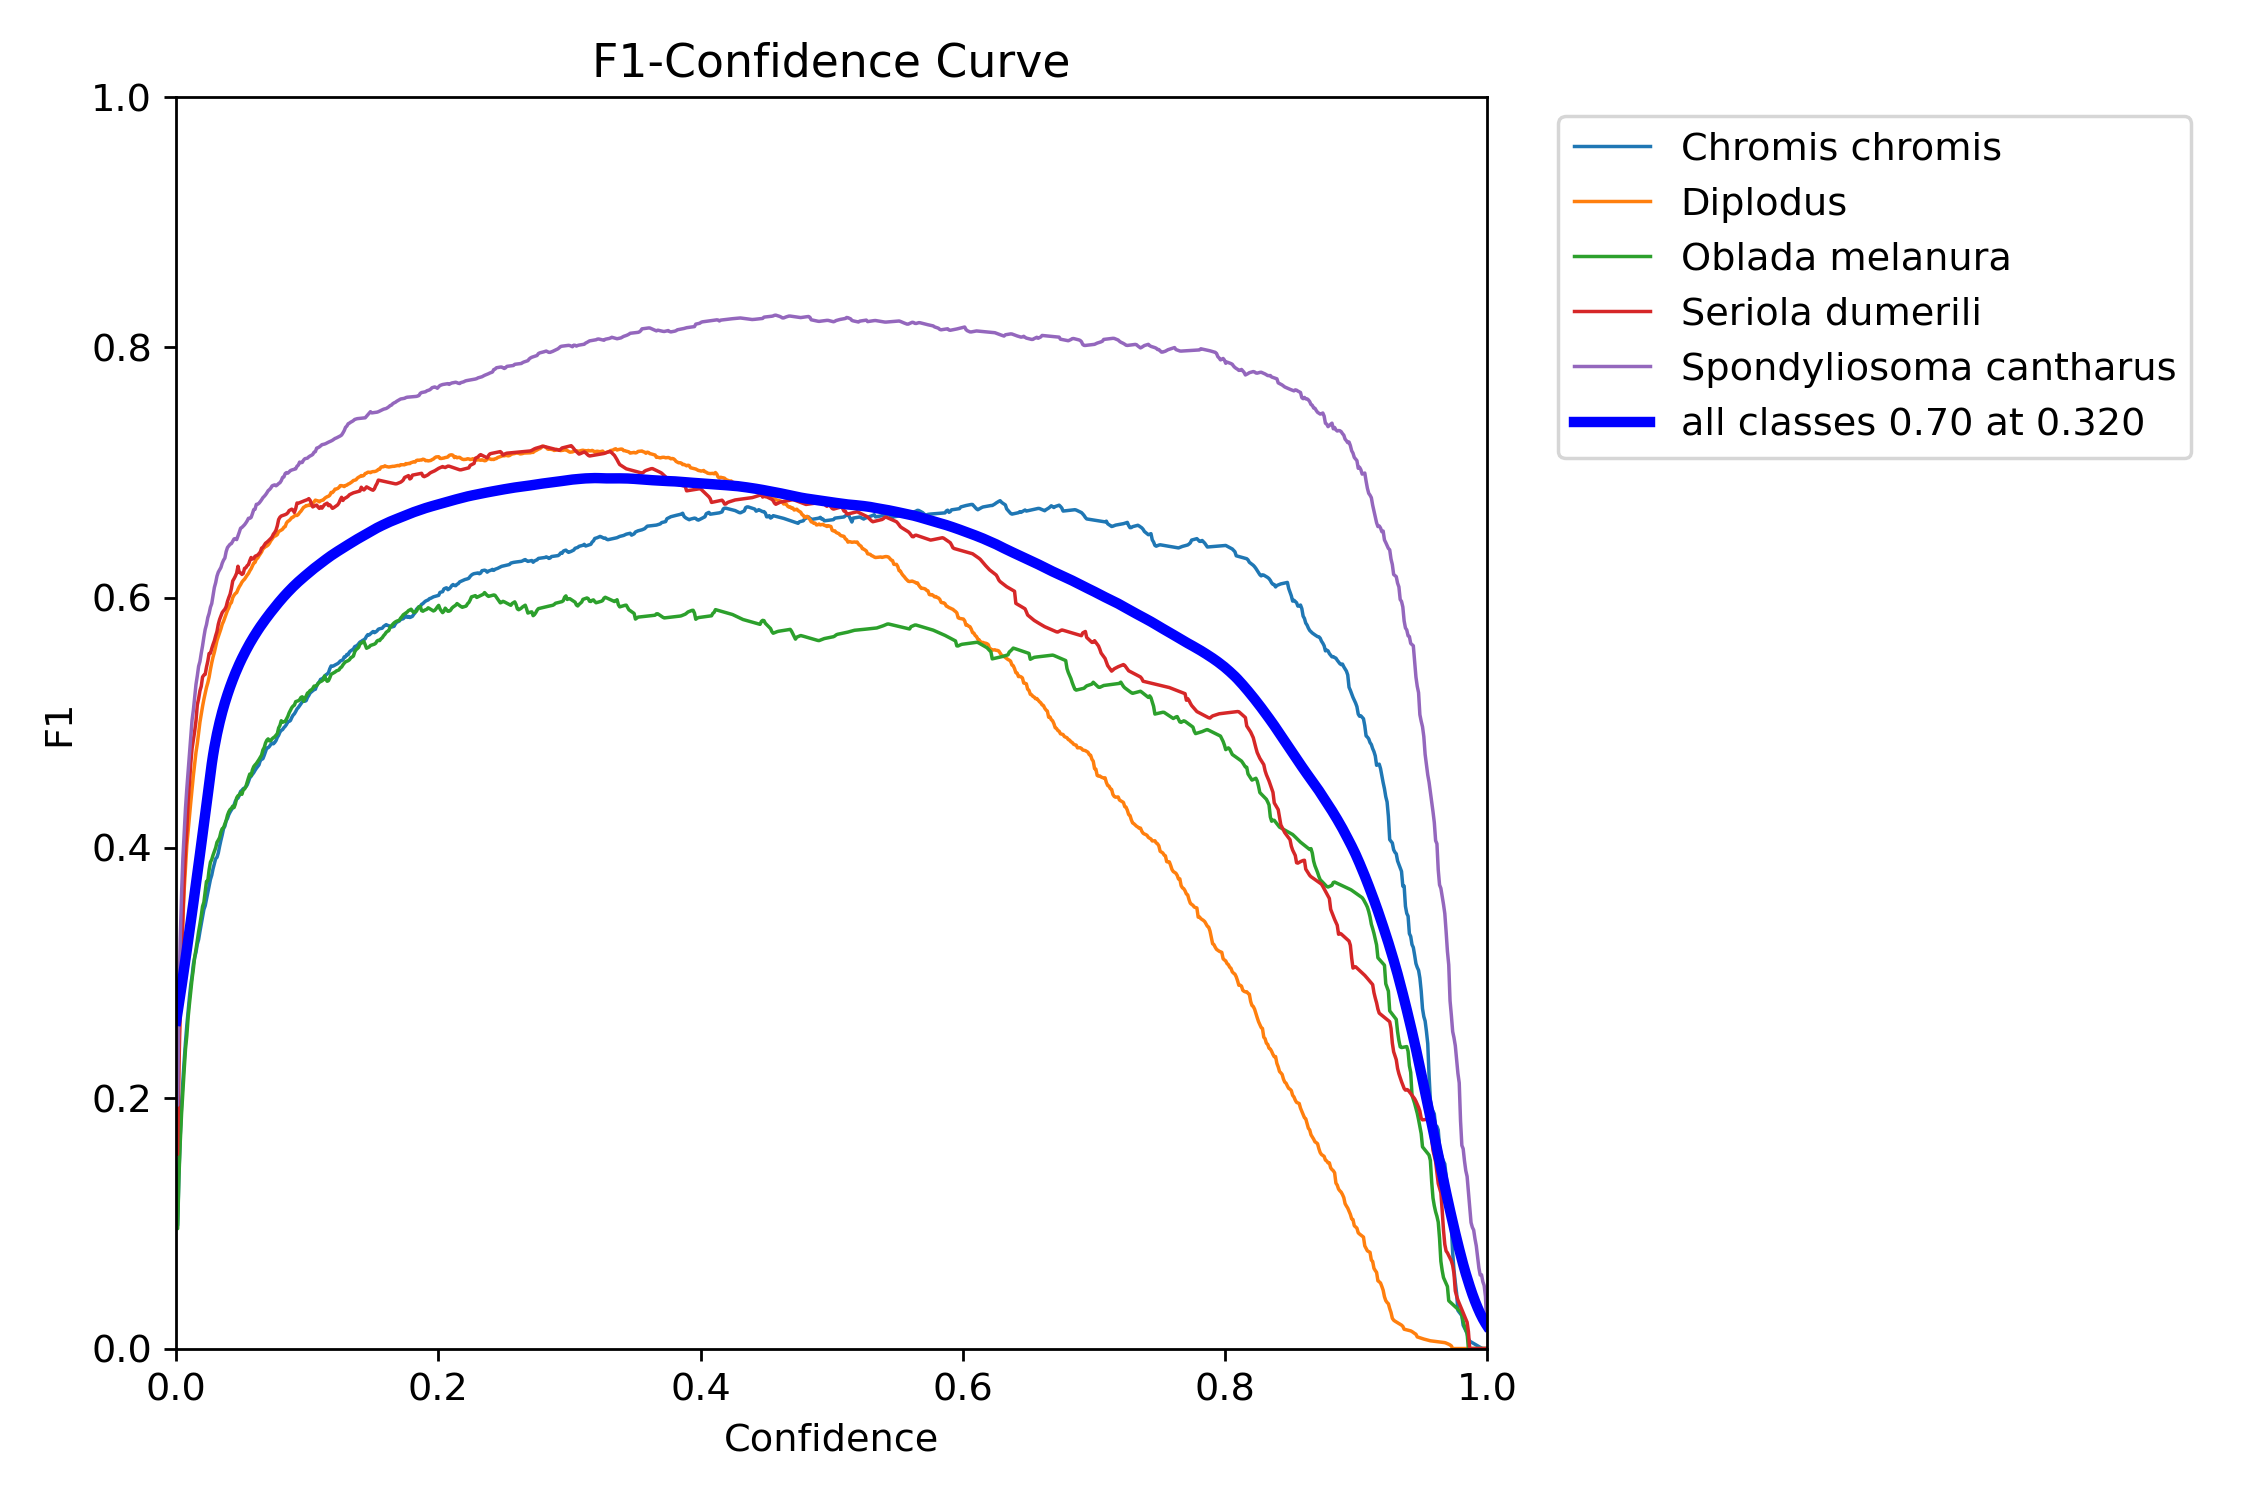 F1-Confidence Curve
1.0
0.8
0.6
0.4
0.2
0.0
F1
0.0 0.2 0.4 0.6 0.8 1.0
Confidence
Chromis chromis
Diplodus
Oblada melanura
Seriola dumerili
Spondyliosoma cantharus
all classes 0.70 at 0.320